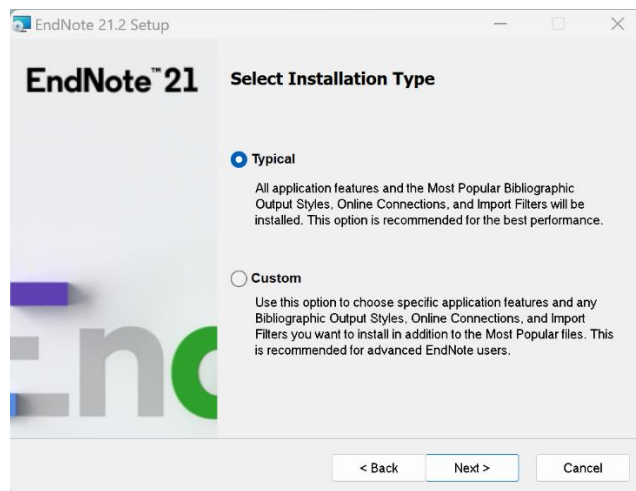 EndNote 21.2 Setup
EndNote™21
Select Installation Type
Typical
All application features and the Most Popular Bibliographic
Output Styles, Online Connections, and Import Filters will be
installed. This option is recommended for the best performance.
Custom
Use this option to choose specific application features and any
Bibliographic Output Styles, Online Connections, and Import
Filters you want to install in addition to the Most Popular files. This
is recommended for advanced EndNote users.
< Back
Next >
Cancel